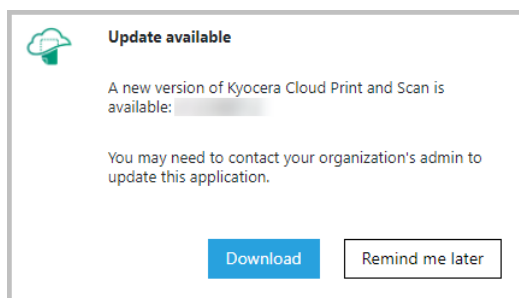 Update available
A new version of Kyocera Cloud Print and Scan is
available:
You may need to contact your organization's admin to
update this application.
Download
Remind me later